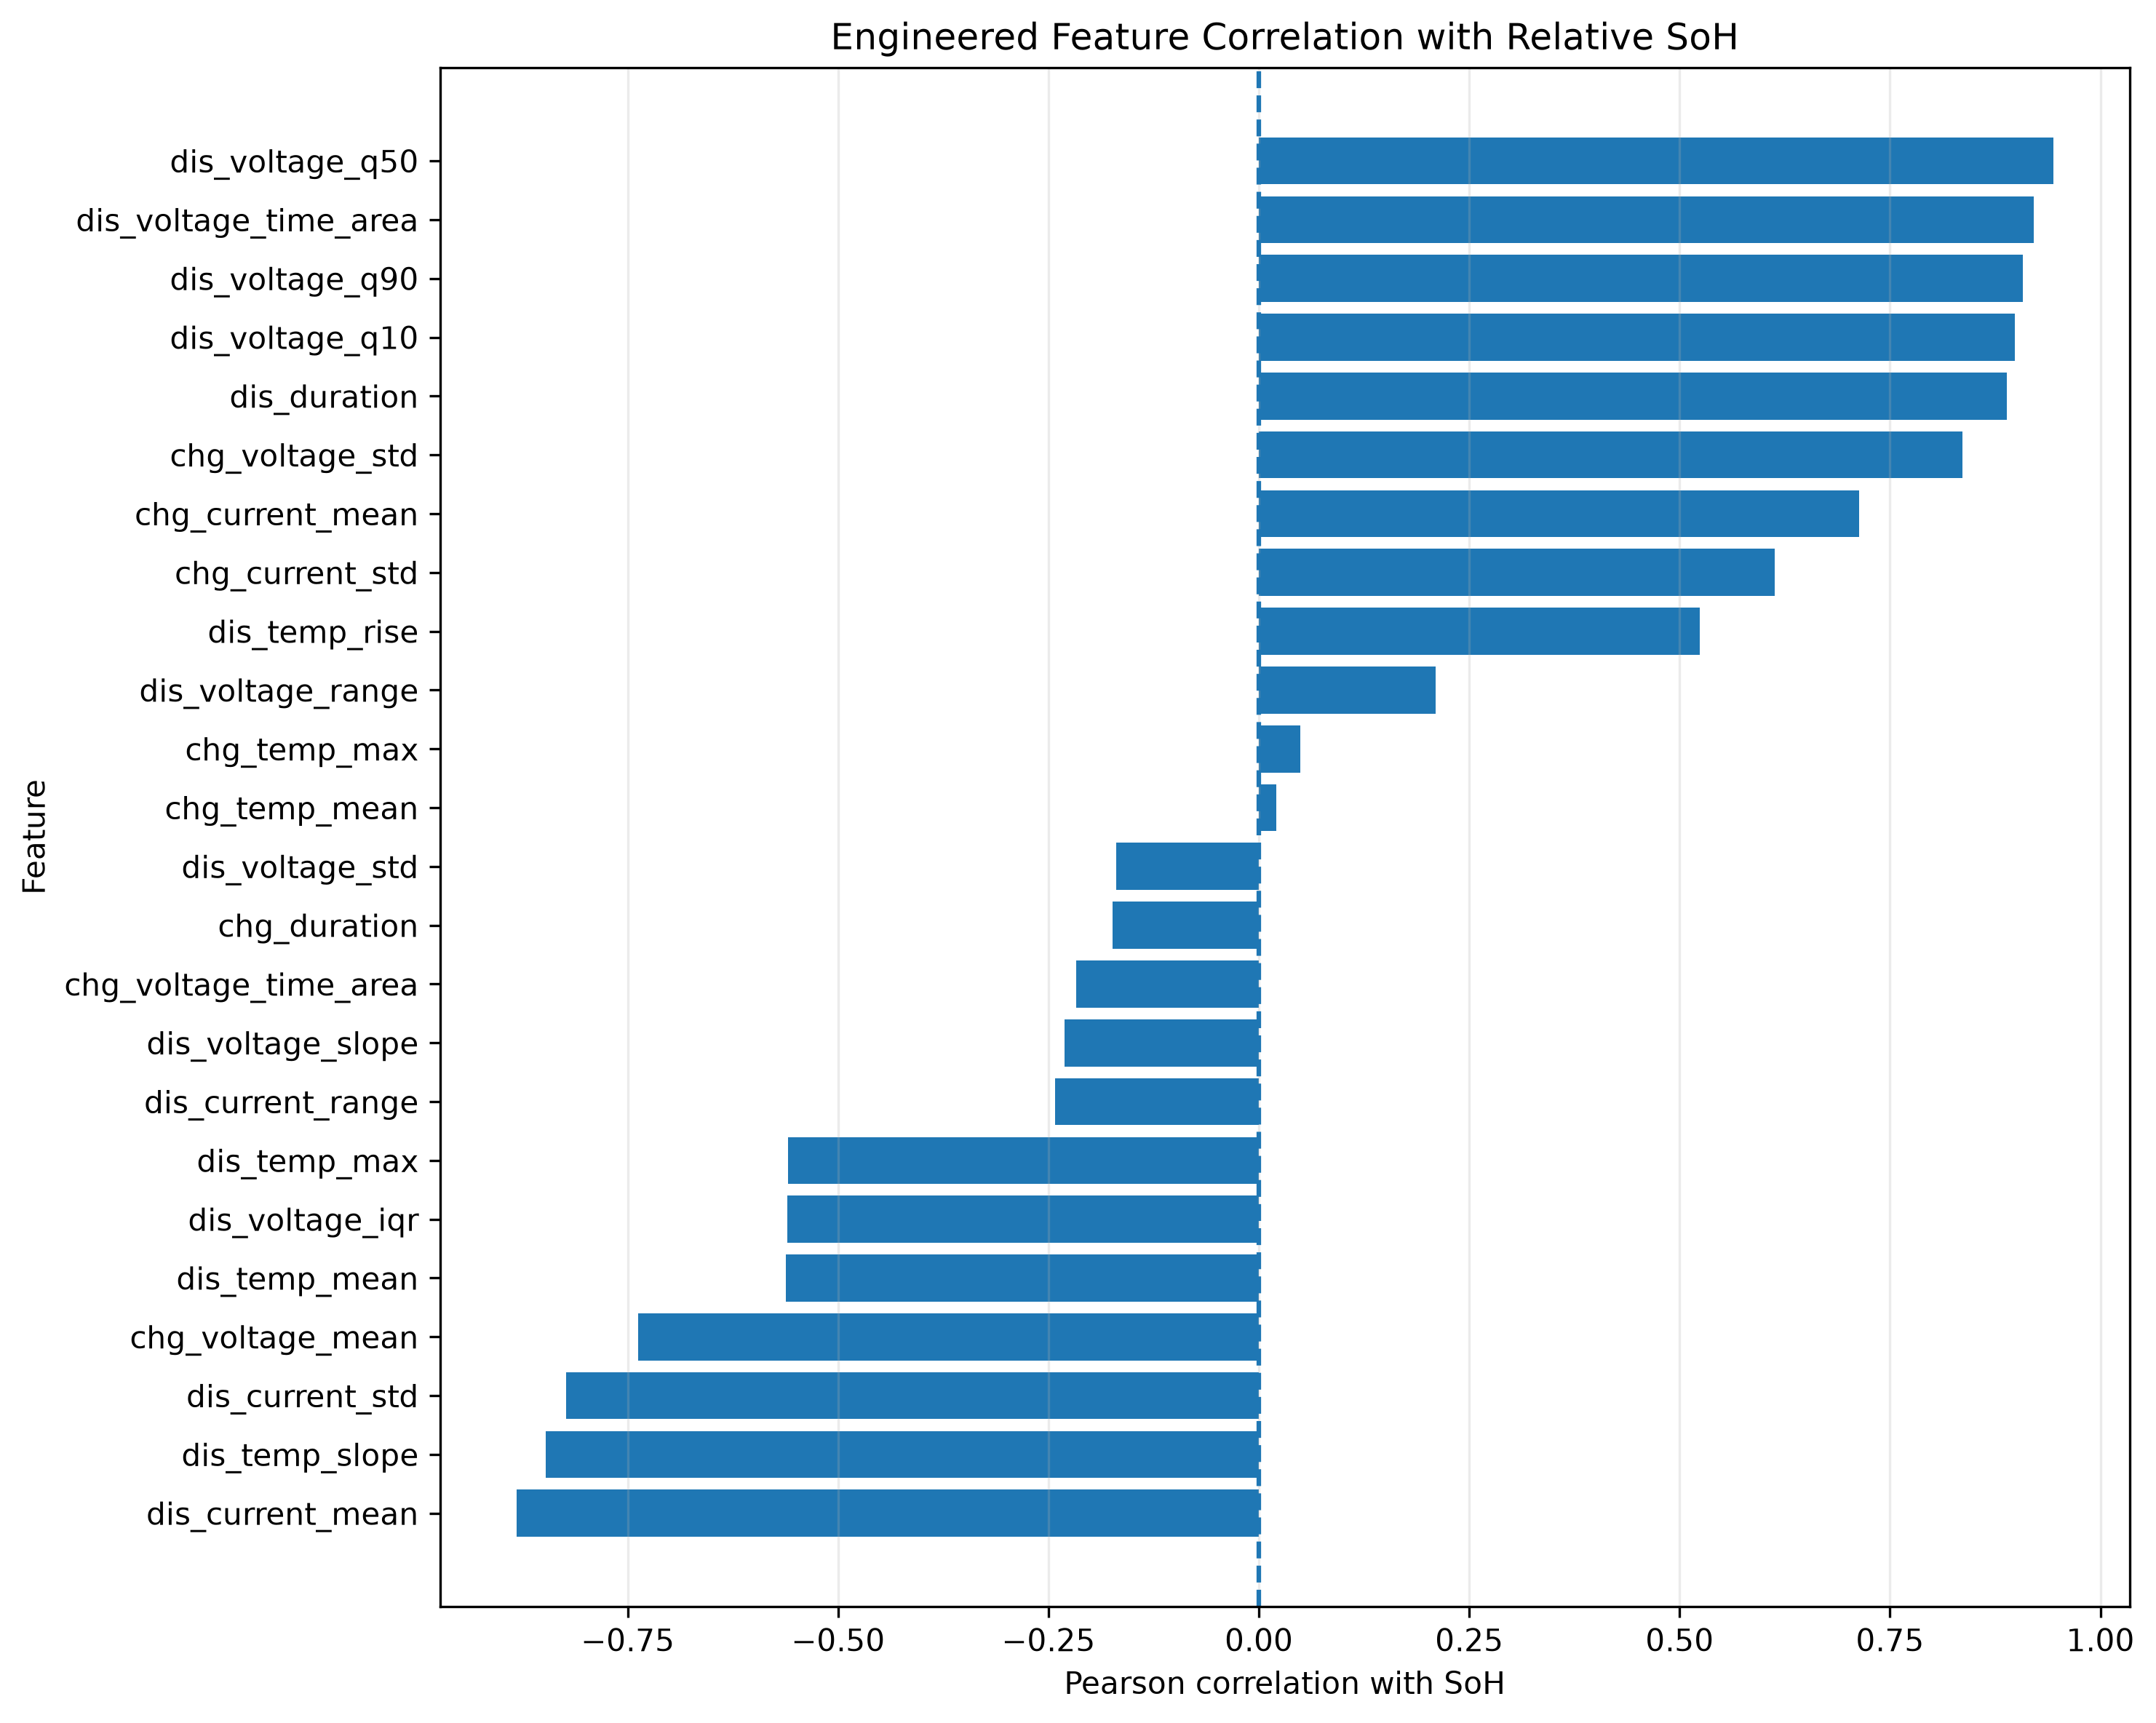 Engineered Feature Correlation with Relative SoH
Feature
dis_voltage_q50
dis_voltage_time_area
dis_voltage_q90
dis_voltage_q10
dis_duration
chg_voltage_std
chg_current_mean
chg_current_std
dis_temp_rise
dis_voltage_range
chg_temp_max
chg_temp_mean
dis_voltage_std
chg_duration
chg_voltage_time_area
dis_voltage_slope
dis_current_range
dis_temp_max
dis_voltage_iqr
dis_temp_mean
chg_voltage_mean
dis_current_std
dis_temp_slope
dis_current_mean
−0.75 −0.50 −0.25 0.00 0.25 0.50 0.75 1.00
Pearson correlation with SoH